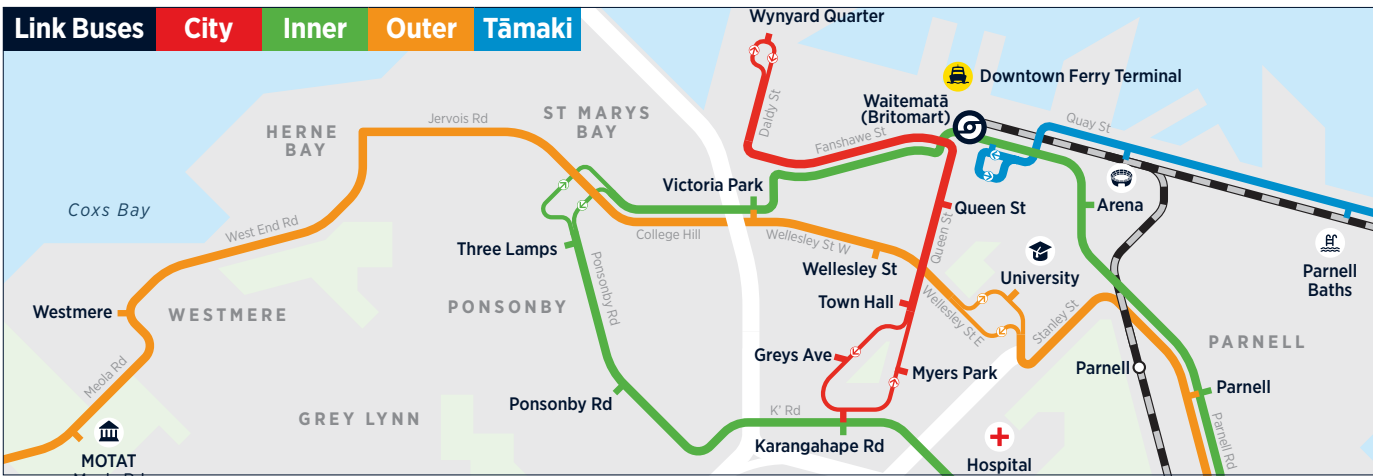 Link Buses City Inner Outer Tāmaki
Wynyard Quarter
Downtown Ferry Terminal
Waitematā
(Britomart)
Quay St
Daldy St
Fanshawe St
ST MARYS
BAY
Jervois Rd
HERNE
BAY
Victoria Park
Coxs Bay
Queen St
Queen St
Arena
West End Rd
College Hill
Wellesley St W
Three Lamps
Ponsonby Rd
Wellesley St
University
Parnell
Baths
Westmere
WESTMERE
PONSONBY
Town Hall
Wellesley St E
Stanley St
PARNELL
Greys Ave
Myers Park
Parnell
Parnell
Meola Rd
Ponsonby Rd
GREY LYNN
K' Rd
Karangahape Rd
Parnell Rd
MOTAT
Hospital